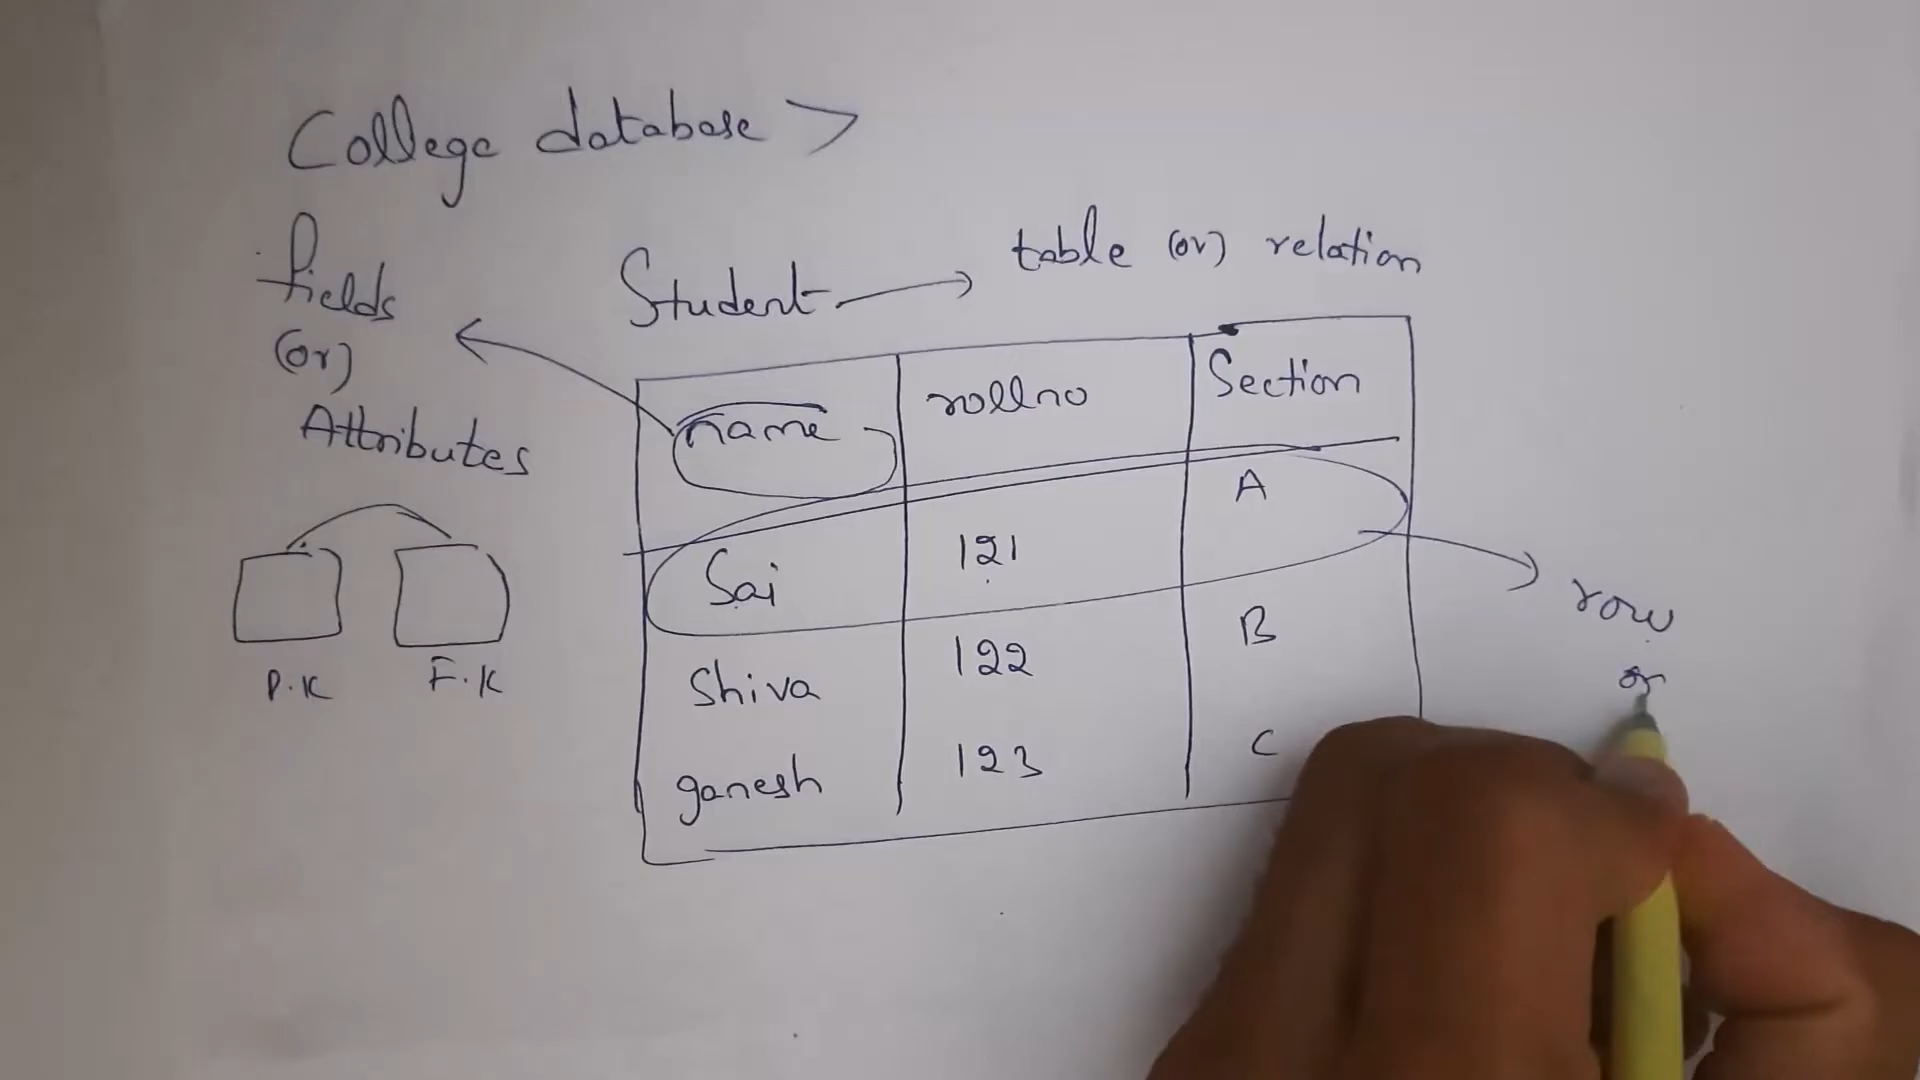 College database >
table (or) relation
Student
fields
(or)
Attributes
name rollno Section
Sai 121 A
Shiva 122 B
ganesh 123 C
row
or
P.K F.K